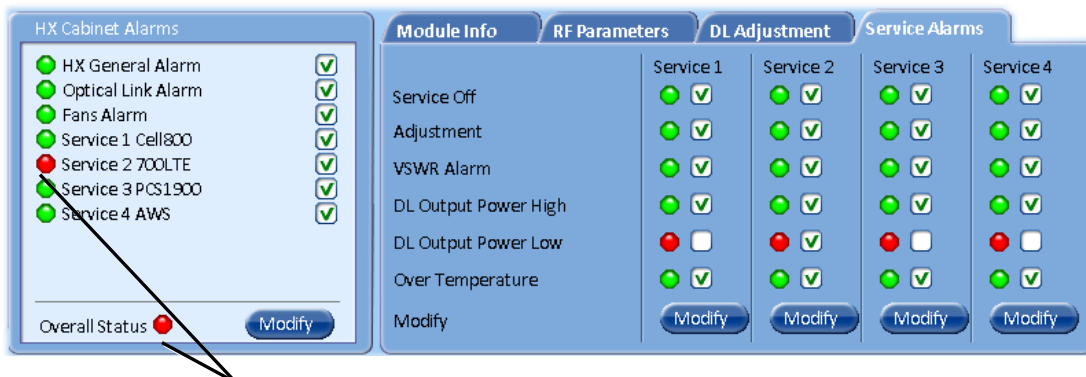 HX Cabinet Alarms
HX General Alarm
Optical Link Alarm
Fans Alarm
Service 1 Cell800
Service 2 700LTE
Service 3 PCS1900
Service 4 AWS
Overall Status Modify
Module Info RF Parameters DL Adjustment Service Alarms
Service 1 Service 2 Service 3 Service 4
Service Off
Adjustment
VSWR Alarm
DL Output Power High
DL Output Power Low
Over Temperature
Modify Modify Modify Modify Modify